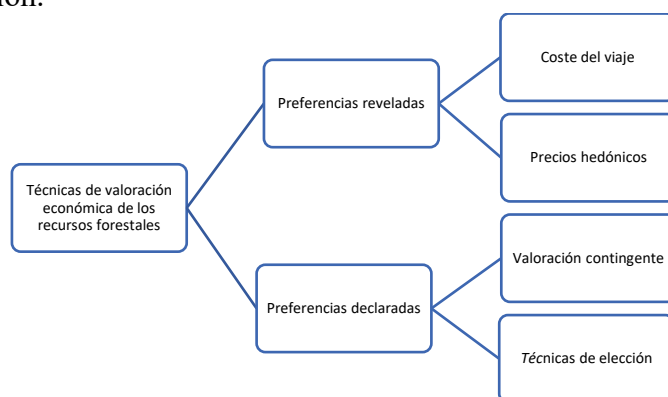 ión.
Coste del viaje
Preferencias reveladas
Precios hedónicos
Técnicas de valoración
económica de los
recursos forestales
Valoración contingente
Preferencias declaradas
Técnicas de elección